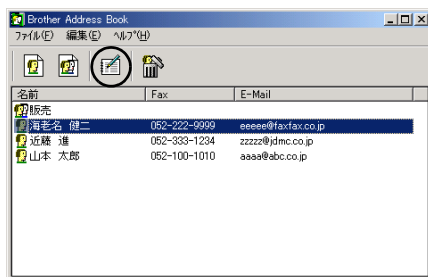 Brother Address Book
ファイル(F) 編集(E) ヘルプ(H)
名前 Fax E-Mail
販売
海老名 健二 052-222-9999 eeeee@faxfax.co.jp
近藤 進 052-333-1234 zzzzz@jdmc.co.jp
山本 太郎 052-100-1010 aaaa@abc.co.jp